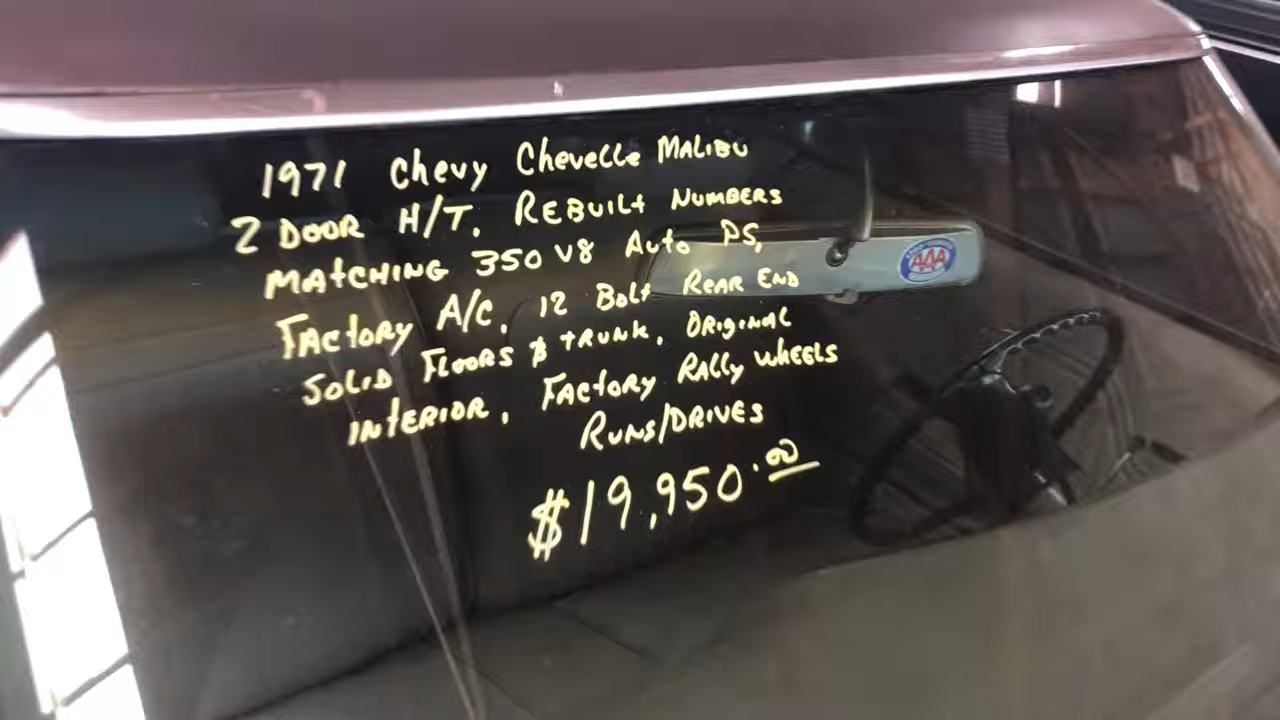 1971 Chevy Chevelle MALIBU
2 DOOR H/T. REBUILt NUMBERS
MAtCHING 350 V8 Auto PS,
FACtORY A/C, 12 Bolt REAR END
SOLID FLOORS & tRUNK, ORIGINAL
INtERIOR, FACtORY RALLY WHEELS
RUNS/DRIVES
$19,950.00
AAA